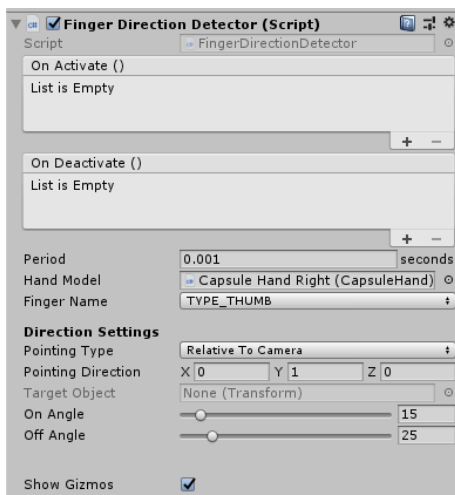 Finger Direction Detector (Script)
Script FingerDirectionDetector
On Activate ()
List is Empty
+ −
On Deactivate ()
List is Empty
+ −
Period 0.001 seconds
Hand Model Capsule Hand Right (CapsuleHand)
Finger Name TYPE_THUMB
Direction Settings
Pointing Type Relative To Camera
Pointing Direction X 0 Y 1 Z 0
Target Object None (Transform)
On Angle 15
Off Angle 25
Show Gizmos